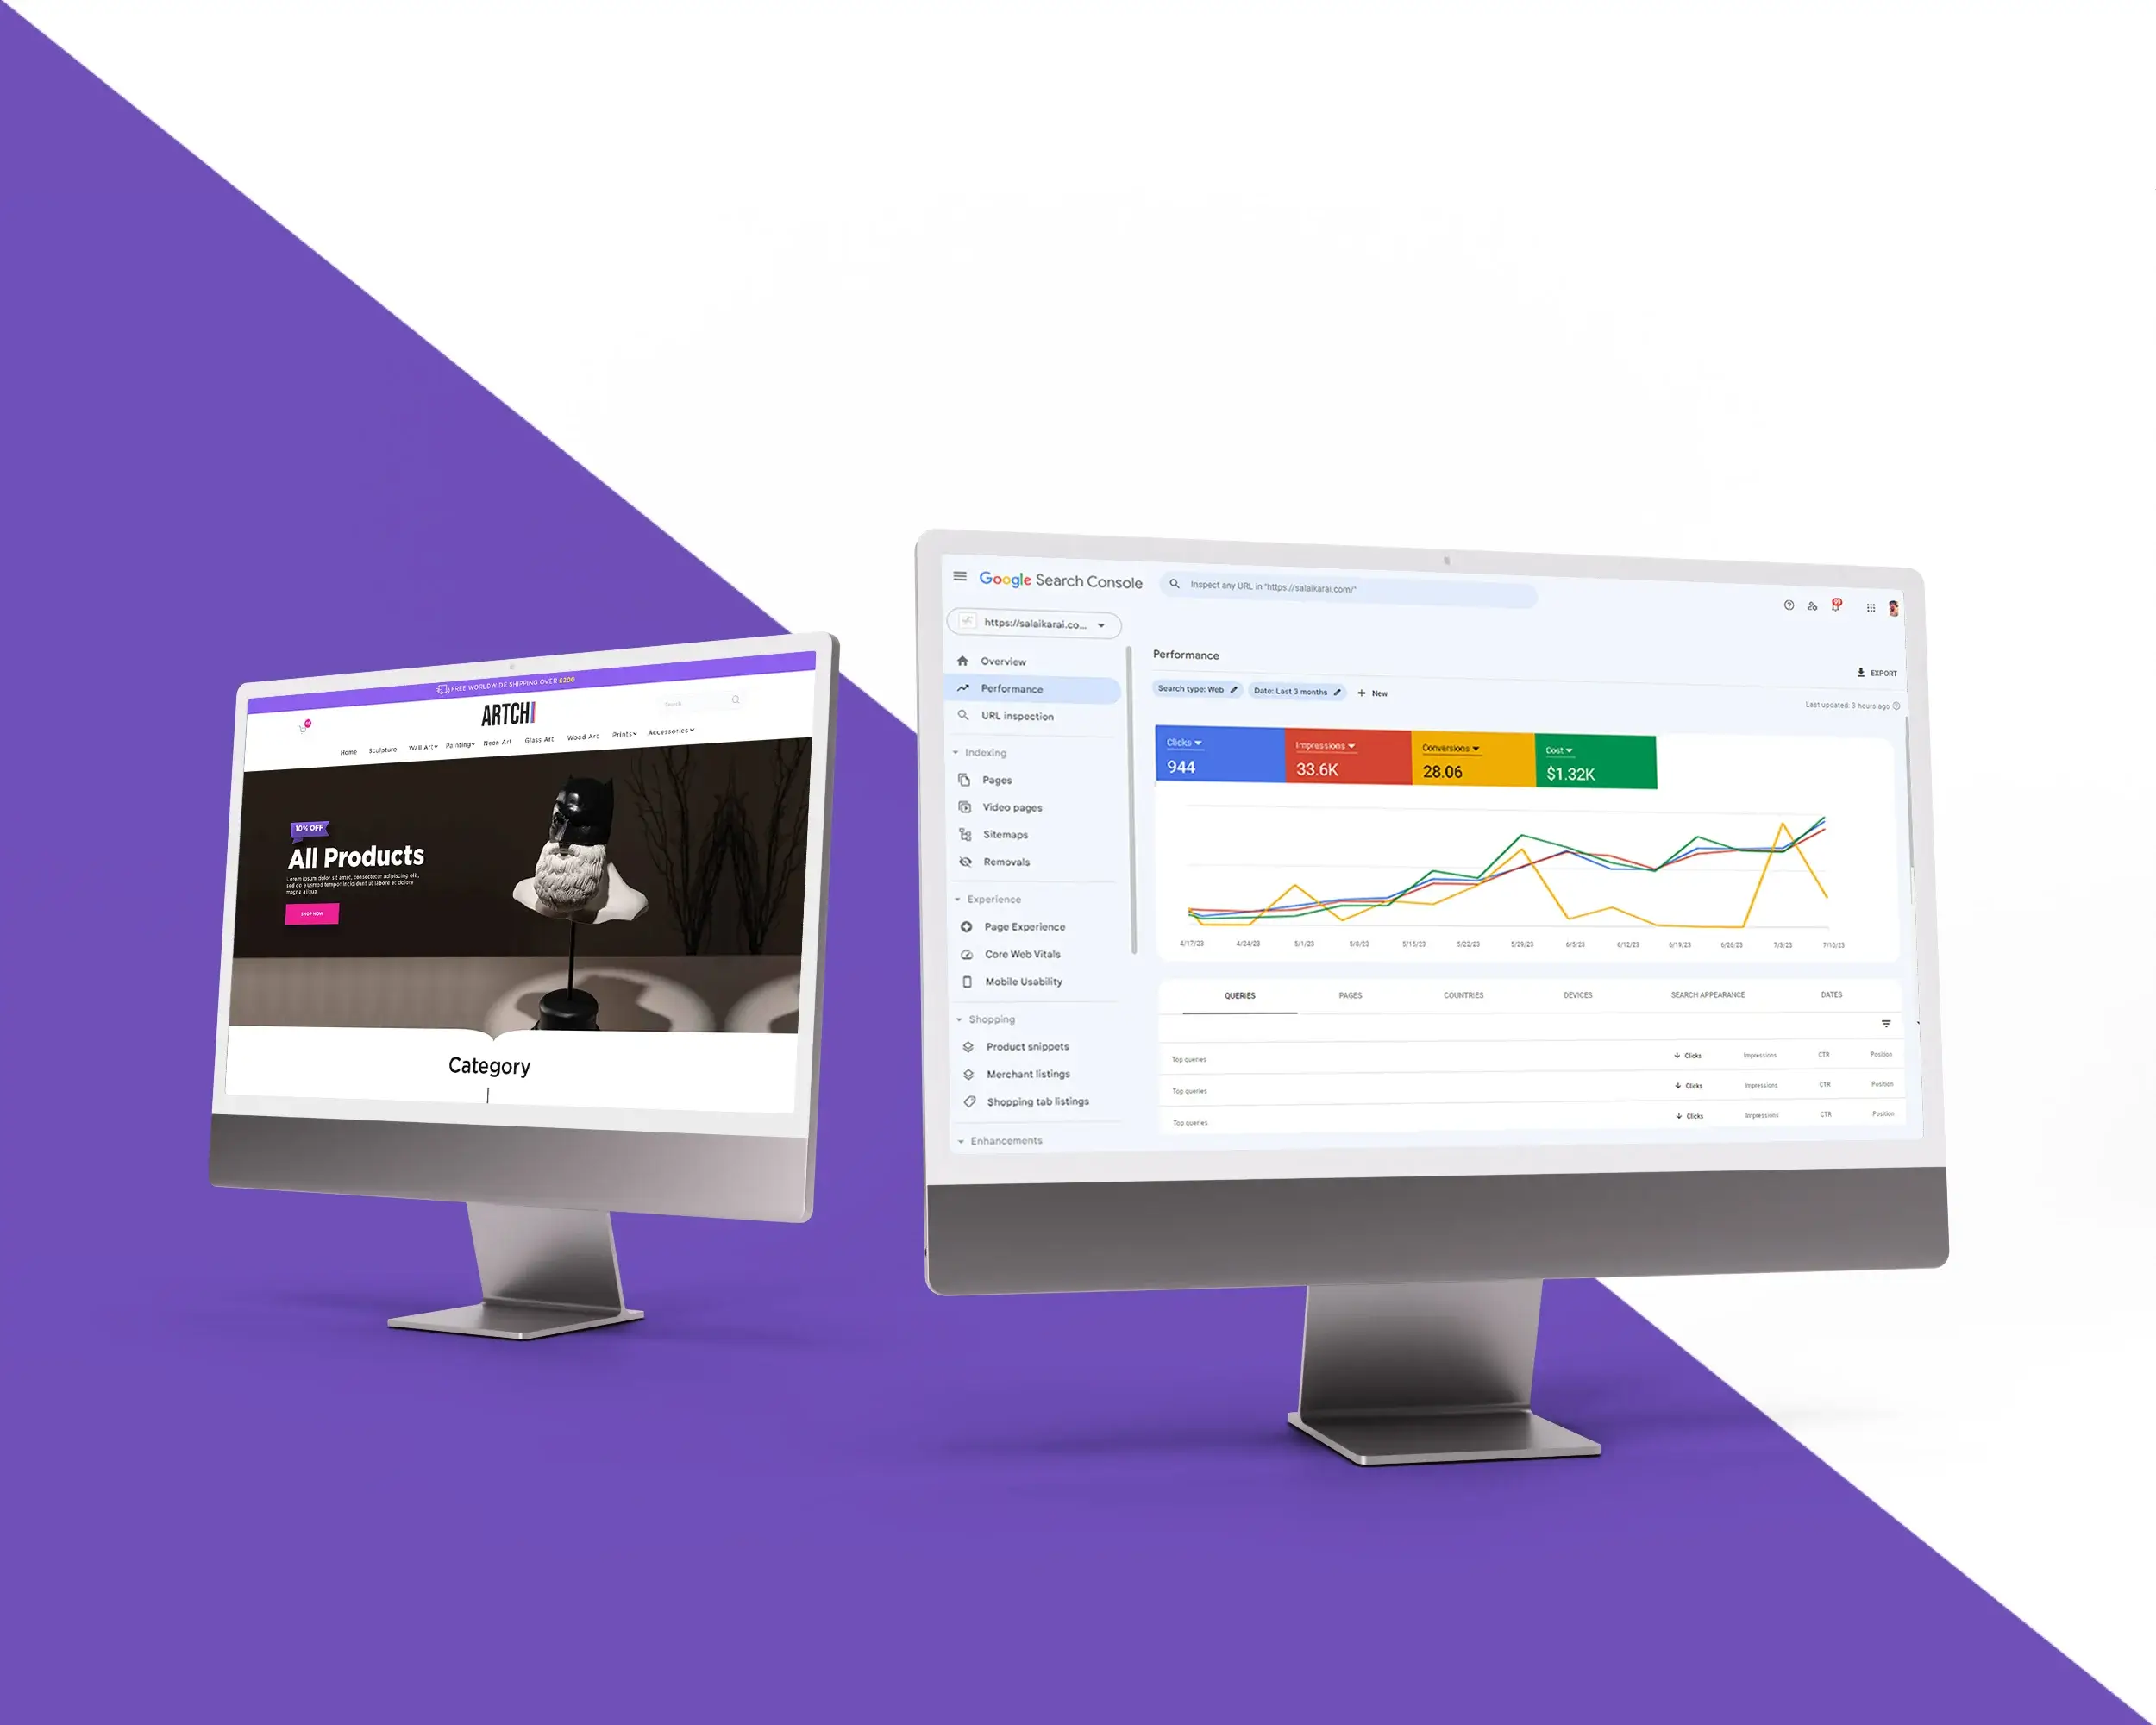 FREE WORLDWIDE SHIPPING OVER €200
ARTCHI
Search
Home Sculpture Wall Art Painting Neon Art Glass Art Wood Art Prints Accessories
10% OFF
All Products
Lorem ipsum dolor sit amet, consectetur adipiscing elit,
sed do eiusmod tempor incididunt ut labore et dolore
magna aliqua.
SHOP NOW
Category
Google Search Console
Inspect any URL in "https://salaikarai.com/"
https://salaikarai.co...
Overview
Performance
URL inspection
Indexing
Pages
Video pages
Sitemaps
Removals
Experience
Page Experience
Core Web Vitals
Mobile Usability
Shopping
Product snippets
Merchant listings
Shopping tab listings
Enhancements
Performance
EXPORT
Search type: Web Date: Last 3 months + New
Last updated: 3 hours ago
Clicks Impressions Conversions Cost
944 33.6K 28.06 $1.32K
4/17/23 4/24/23 5/1/23 5/8/23 5/15/23 5/22/23 5/29/23 6/5/23 6/12/23 6/19/23 6/26/23 7/3/23 7/10/23
QUERIES PAGES COUNTRIES DEVICES SEARCH APPEARANCE DATES
Top queries Clicks Impressions CTR Position
Top queries Clicks Impressions CTR Position
Top queries Clicks Impressions CTR Position